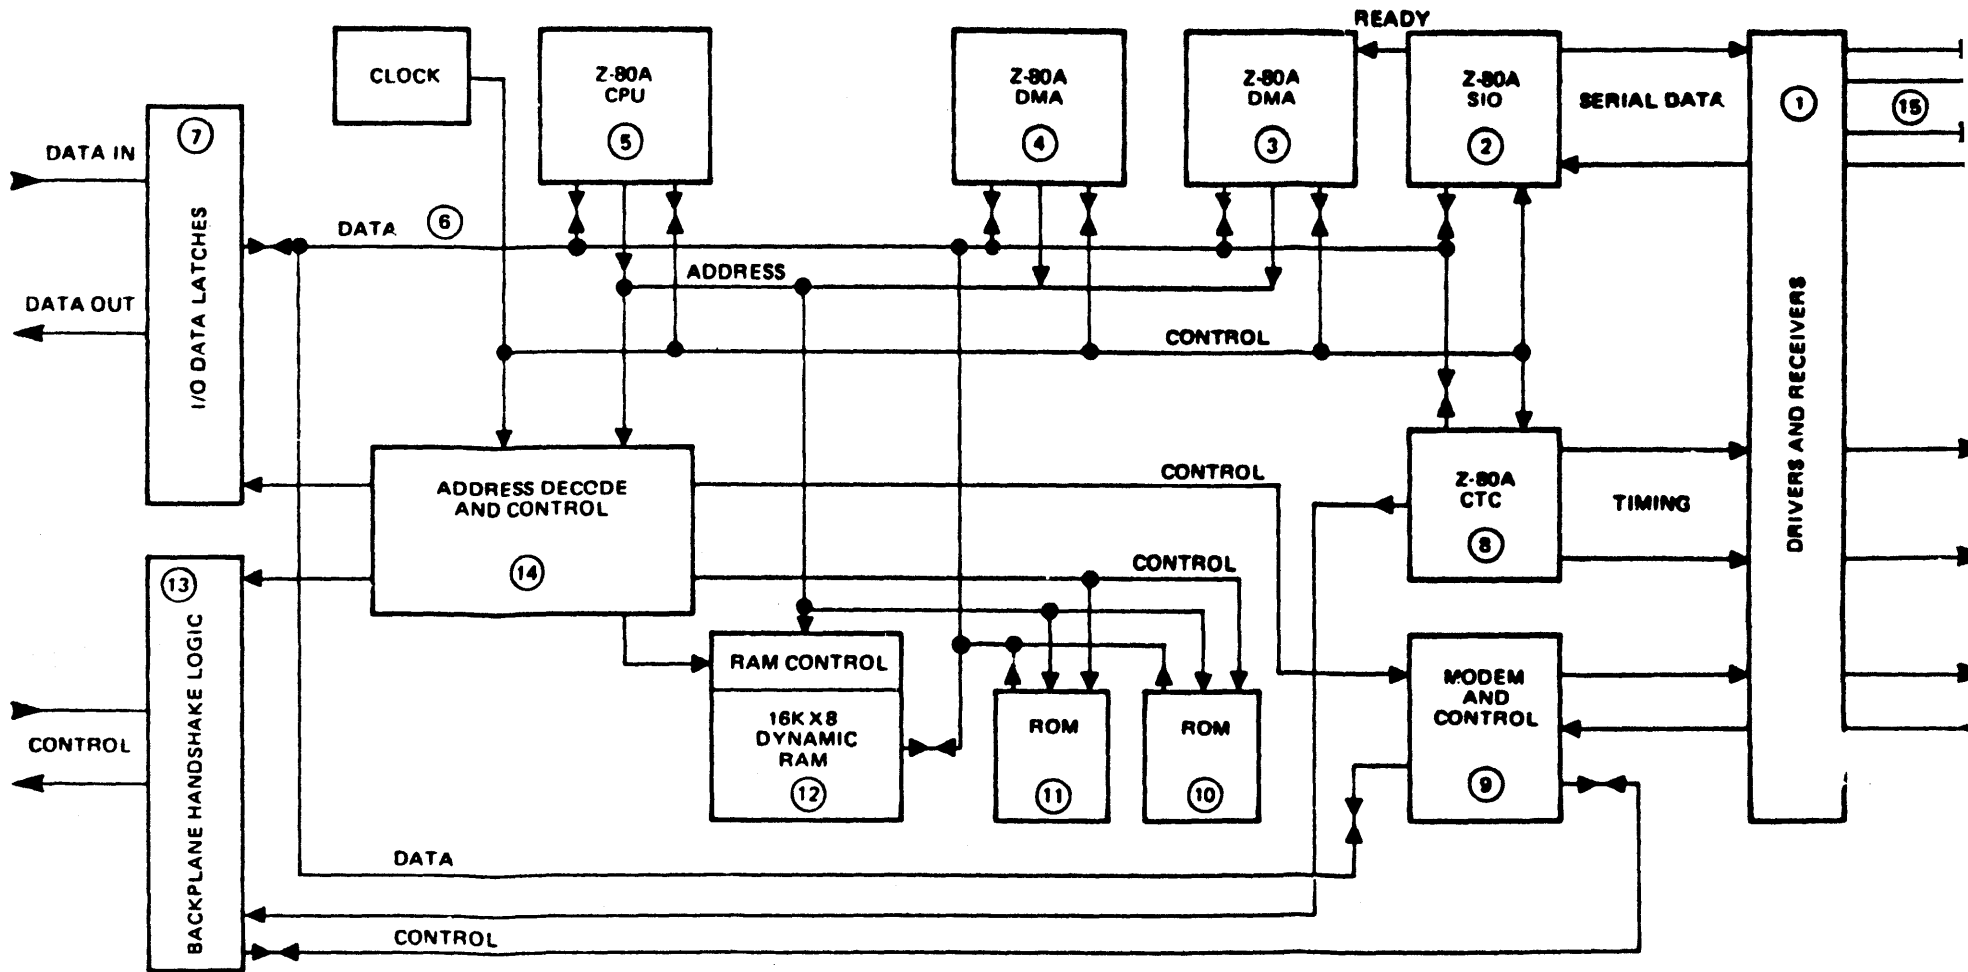 READY
CLOCK
Z-80A
CPU
5
Z-80A
DMA
4
Z-80A
DMA
3
Z-80A
SIO
2
SERIAL DATA
1
DRIVERS AND RECEIVERS
15
7
I/O DATA LATCHES
DATA IN
DATA OUT
DATA
6
ADDRESS
CONTROL
ADDRESS DECODE
AND CONTROL
14
CONTROL
Z-80A
CTC
8
TIMING
CONTROL
13
BACKPLANE HANDSHAKE LOGIC
CONTROL
RAM CONTROL
16K X 8
DYNAMIC
RAM
12
ROM
11
ROM
10
MODEM
AND
CONTROL
9
DATA
CONTROL